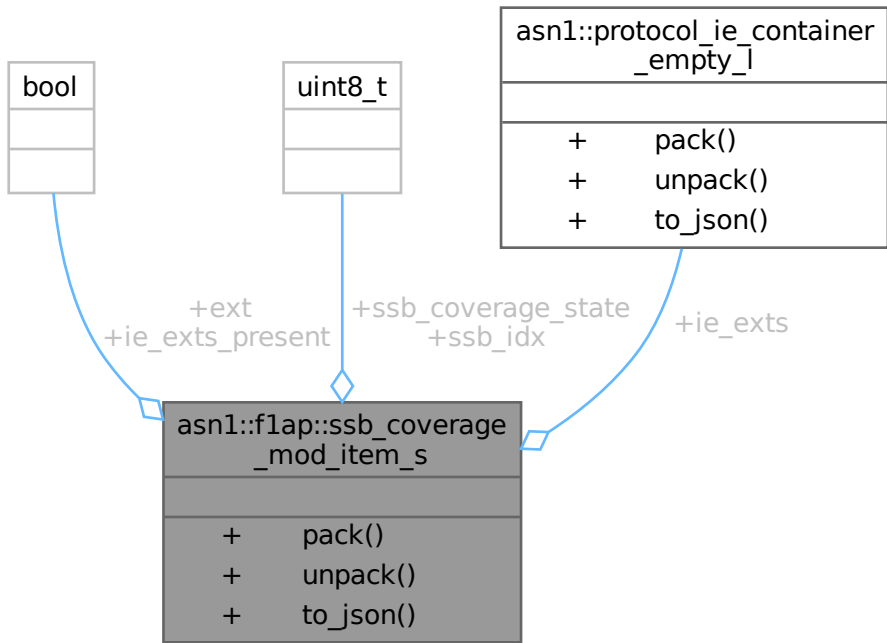 asn1::protocol_ie_container
_empty_l
bool
uint8_t
+ pack()
+ unpack()
+ to_json()
+ext
+ie_exts_present
+ssb_coverage_state
+ssb_idx
+ie_exts
asn1::f1ap::ssb_coverage
_mod_item_s
+ pack()
+ unpack()
+ to_json()